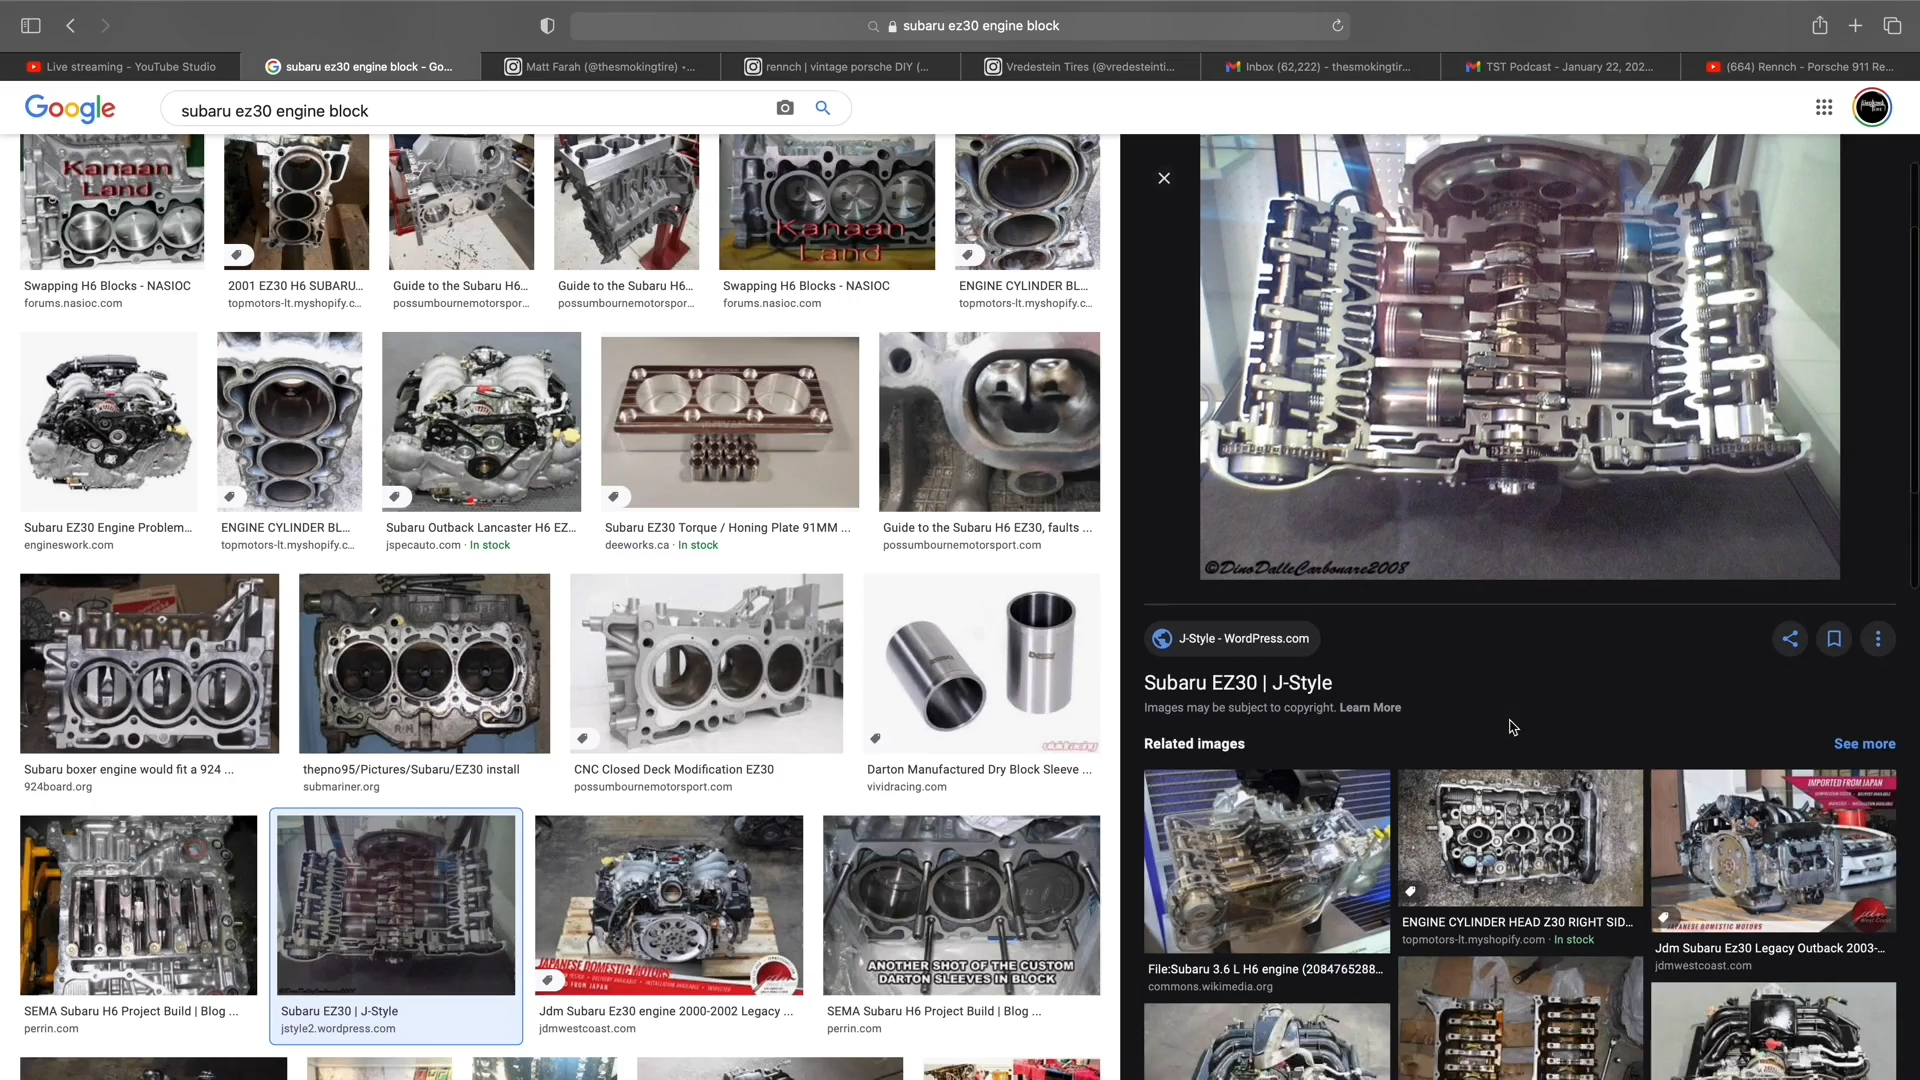 subaru ez30 engine block
Live streaming - YouTube Studio
subaru ez30 engine block - Go...
Matt Farah (@thesmokingtire) •...
rennch | vintage porsche DIY (...
Vredestein Tires (@vredesteinti...
Inbox (62,222) - thesmokingtir...
TST Podcast - January 22, 202...
(664) Rennch - Porsche 911 Re...
Google
subaru ez30 engine block
Kanaan
Land
Kanaan
Land
Swapping H6 Blocks - NASIOC
forums.nasioc.com
2001 EZ30 H6 SUBARU...
topmotors-lt.myshopify.c...
Guide to the Subaru H6...
possumbournemotorspor...
Guide to the Subaru H6...
possumbournemotorspor...
Swapping H6 Blocks - NASIOC
forums.nasioc.com
ENGINE CYLINDER BL...
topmotors-lt.myshopify.c...
Subaru EZ30 Engine Problem...
engineswork.com
ENGINE CYLINDER BL...
topmotors-lt.myshopify.c...
Subaru Outback Lancaster H6 EZ...
jspecauto.com · In stock
Subaru EZ30 Torque / Honing Plate 91MM ...
deeworks.ca · In stock
Guide to the Subaru H6 EZ30, faults ...
possumbournemotorsport.com
vividracing
Subaru boxer engine would fit a 924 ...
924board.org
thepno95/Pictures/Subaru/EZ30 install
submariner.org
CNC Closed Deck Modification EZ30
possumbournemotorsport.com
Darton Manufactured Dry Block Sleeve ...
vividracing.com
JAPANESE DOMESTIC MOTORS
FROM JAPAN
ANOTHER SHOT OF THE CUSTOM
DARTON SLEEVES IN BLOCK
SEMA Subaru H6 Project Build | Blog ...
perrin.com
Subaru EZ30 | J-Style
jstyle2.wordpress.com
Jdm Subaru Ez30 engine 2000-2002 Legacy ...
jdmwestcoast.com
SEMA Subaru H6 Project Build | Blog ...
perrin.com
©DinoDalleCarbonare2008
J-Style - WordPress.com
Subaru EZ30 | J-Style
Images may be subject to copyright. Learn More
Related images
See more
File:Subaru 3.6 L H6 engine (2084765288...
commons.wikimedia.org
ENGINE CYLINDER HEAD Z30 RIGHT SID...
topmotors-lt.myshopify.com · In stock
IMPORTED FROM JAPAN
JAPANESE DOMESTIC MOTORS
Jdm Subaru Ez30 Legacy Outback 2003-...
jdmwestcoast.com